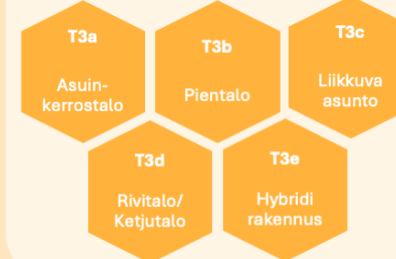 T3a
Asuin-
kerrostalo
T3b
Pientalo
T3c
Liikkuva
asunto
T3d
Rivitalo/
Ketjutalo
T3e
Hybridi
rakennus